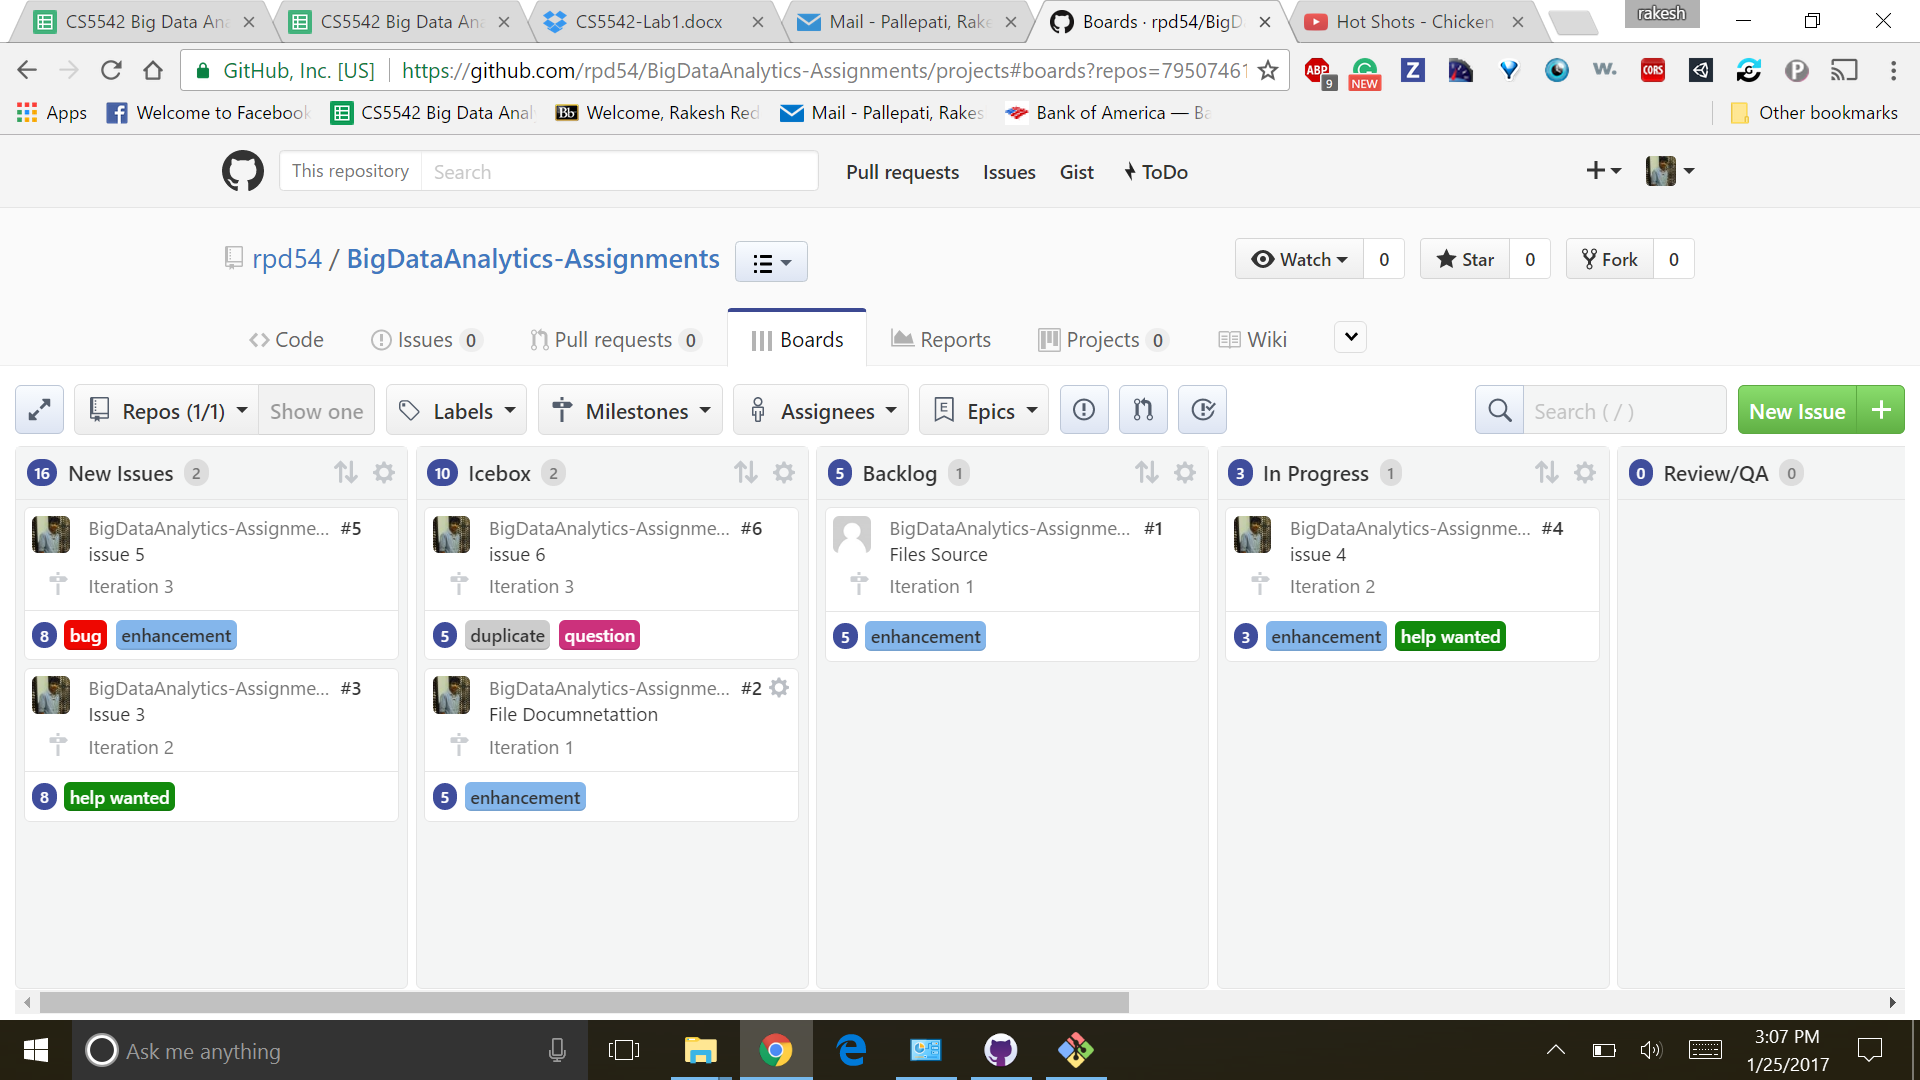 CS5542 Big Data Ana
CS5542 Big Data Ana
CS5542-Lab1.docx
Mail - Pallepati, Rake
Boards · rpd54/BigD
Hot Shots - Chicken
rakesh
GitHub, Inc. [US]
https://github.com/rpd54/BigDataAnalytics-Assignments/projects#boards?repos=79507461
ABP
9
NEW
Z
w.
CORS
Apps
Welcome to Facebook
CS5542 Big Data Anal
Bb
Welcome, Rakesh Red
Mail - Pallepati, Rakes
Bank of America — Ba
Other bookmarks
This repository
Search
Pull requests
Issues
Gist
ToDo
rpd54 / BigDataAnalytics-Assignments
Watch
0
Star
0
Fork
0
Code
Issues 0
Pull requests 0
Boards
Reports
Projects 0
Wiki
Repos (1/1)
Show one
Labels
Milestones
Assignees
E
Epics
Search ( / )
New Issue
16 New Issues 2
BigDataAnalytics-Assignme... #5
issue 5
Iteration 3
8 bug enhancement
BigDataAnalytics-Assignme... #3
Issue 3
Iteration 2
8 help wanted
10 Icebox 2
BigDataAnalytics-Assignme... #6
issue 6
Iteration 3
5 duplicate question
BigDataAnalytics-Assignme... #2
File Documnetattion
Iteration 1
5 enhancement
5 Backlog 1
BigDataAnalytics-Assignme... #1
Files Source
Iteration 1
5 enhancement
3 In Progress 1
BigDataAnalytics-Assignme... #4
issue 4
Iteration 2
3 enhancement help wanted
0 Review/QA 0
Ask me anything
3:07 PM
1/25/2017